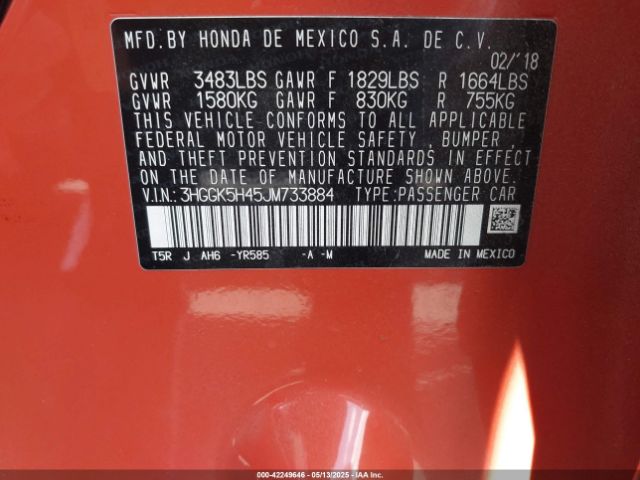 MFD. BY HONDA DE MEXICO S.A. DE C.V.
02/'18
GVWR 3483LBS GAWR F 1829LBS R 1664LBS
GVWR 1580KG GAWR F 830KG R 755KG
THIS VEHICLE CONFORMS TO ALL APPLICABLE
FEDERAL MOTOR VEHICLE SAFETY , BUMPER ,
AND THEFT PREVENTION STANDARDS IN EFFECT
ON THE DATE OF MANUFACTURE SHOWN ABOVE.
V.I.N.: 3HGGK5H45JM733884 TYPE:PASSENGER CAR
T5R J AH6 -YR585 -A -M MADE IN MEXICO
000-42249646 - 05/13/2025 - IAAI.COM